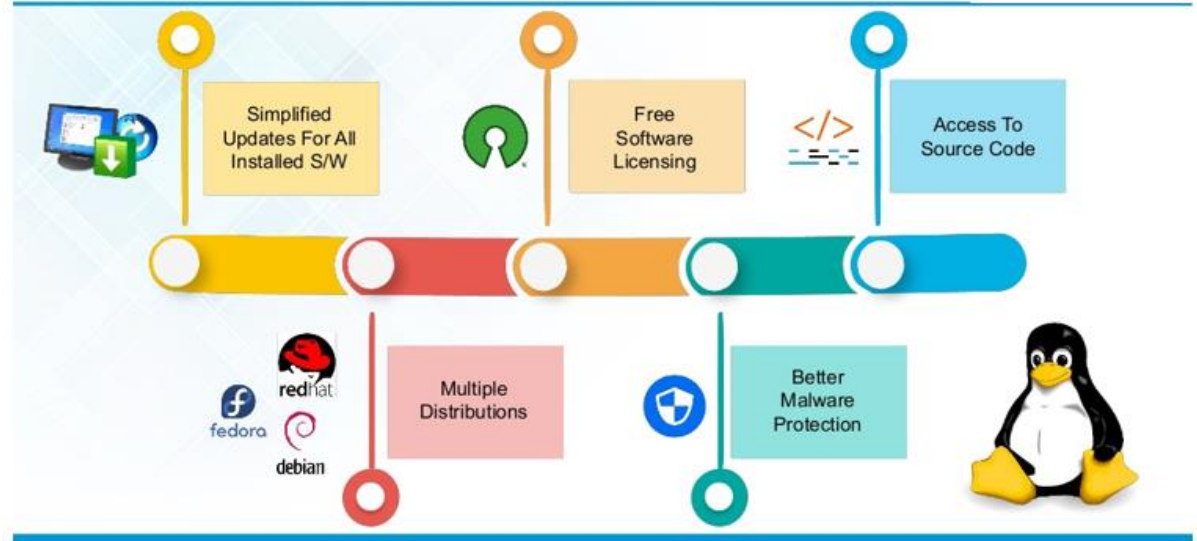 Simplified
Updates For All
Installed S/W
Free
Software
Licensing
</>
Access To
Source Code
redhat
fedora
debian
Multiple
Distributions
Better
Malware
Protection